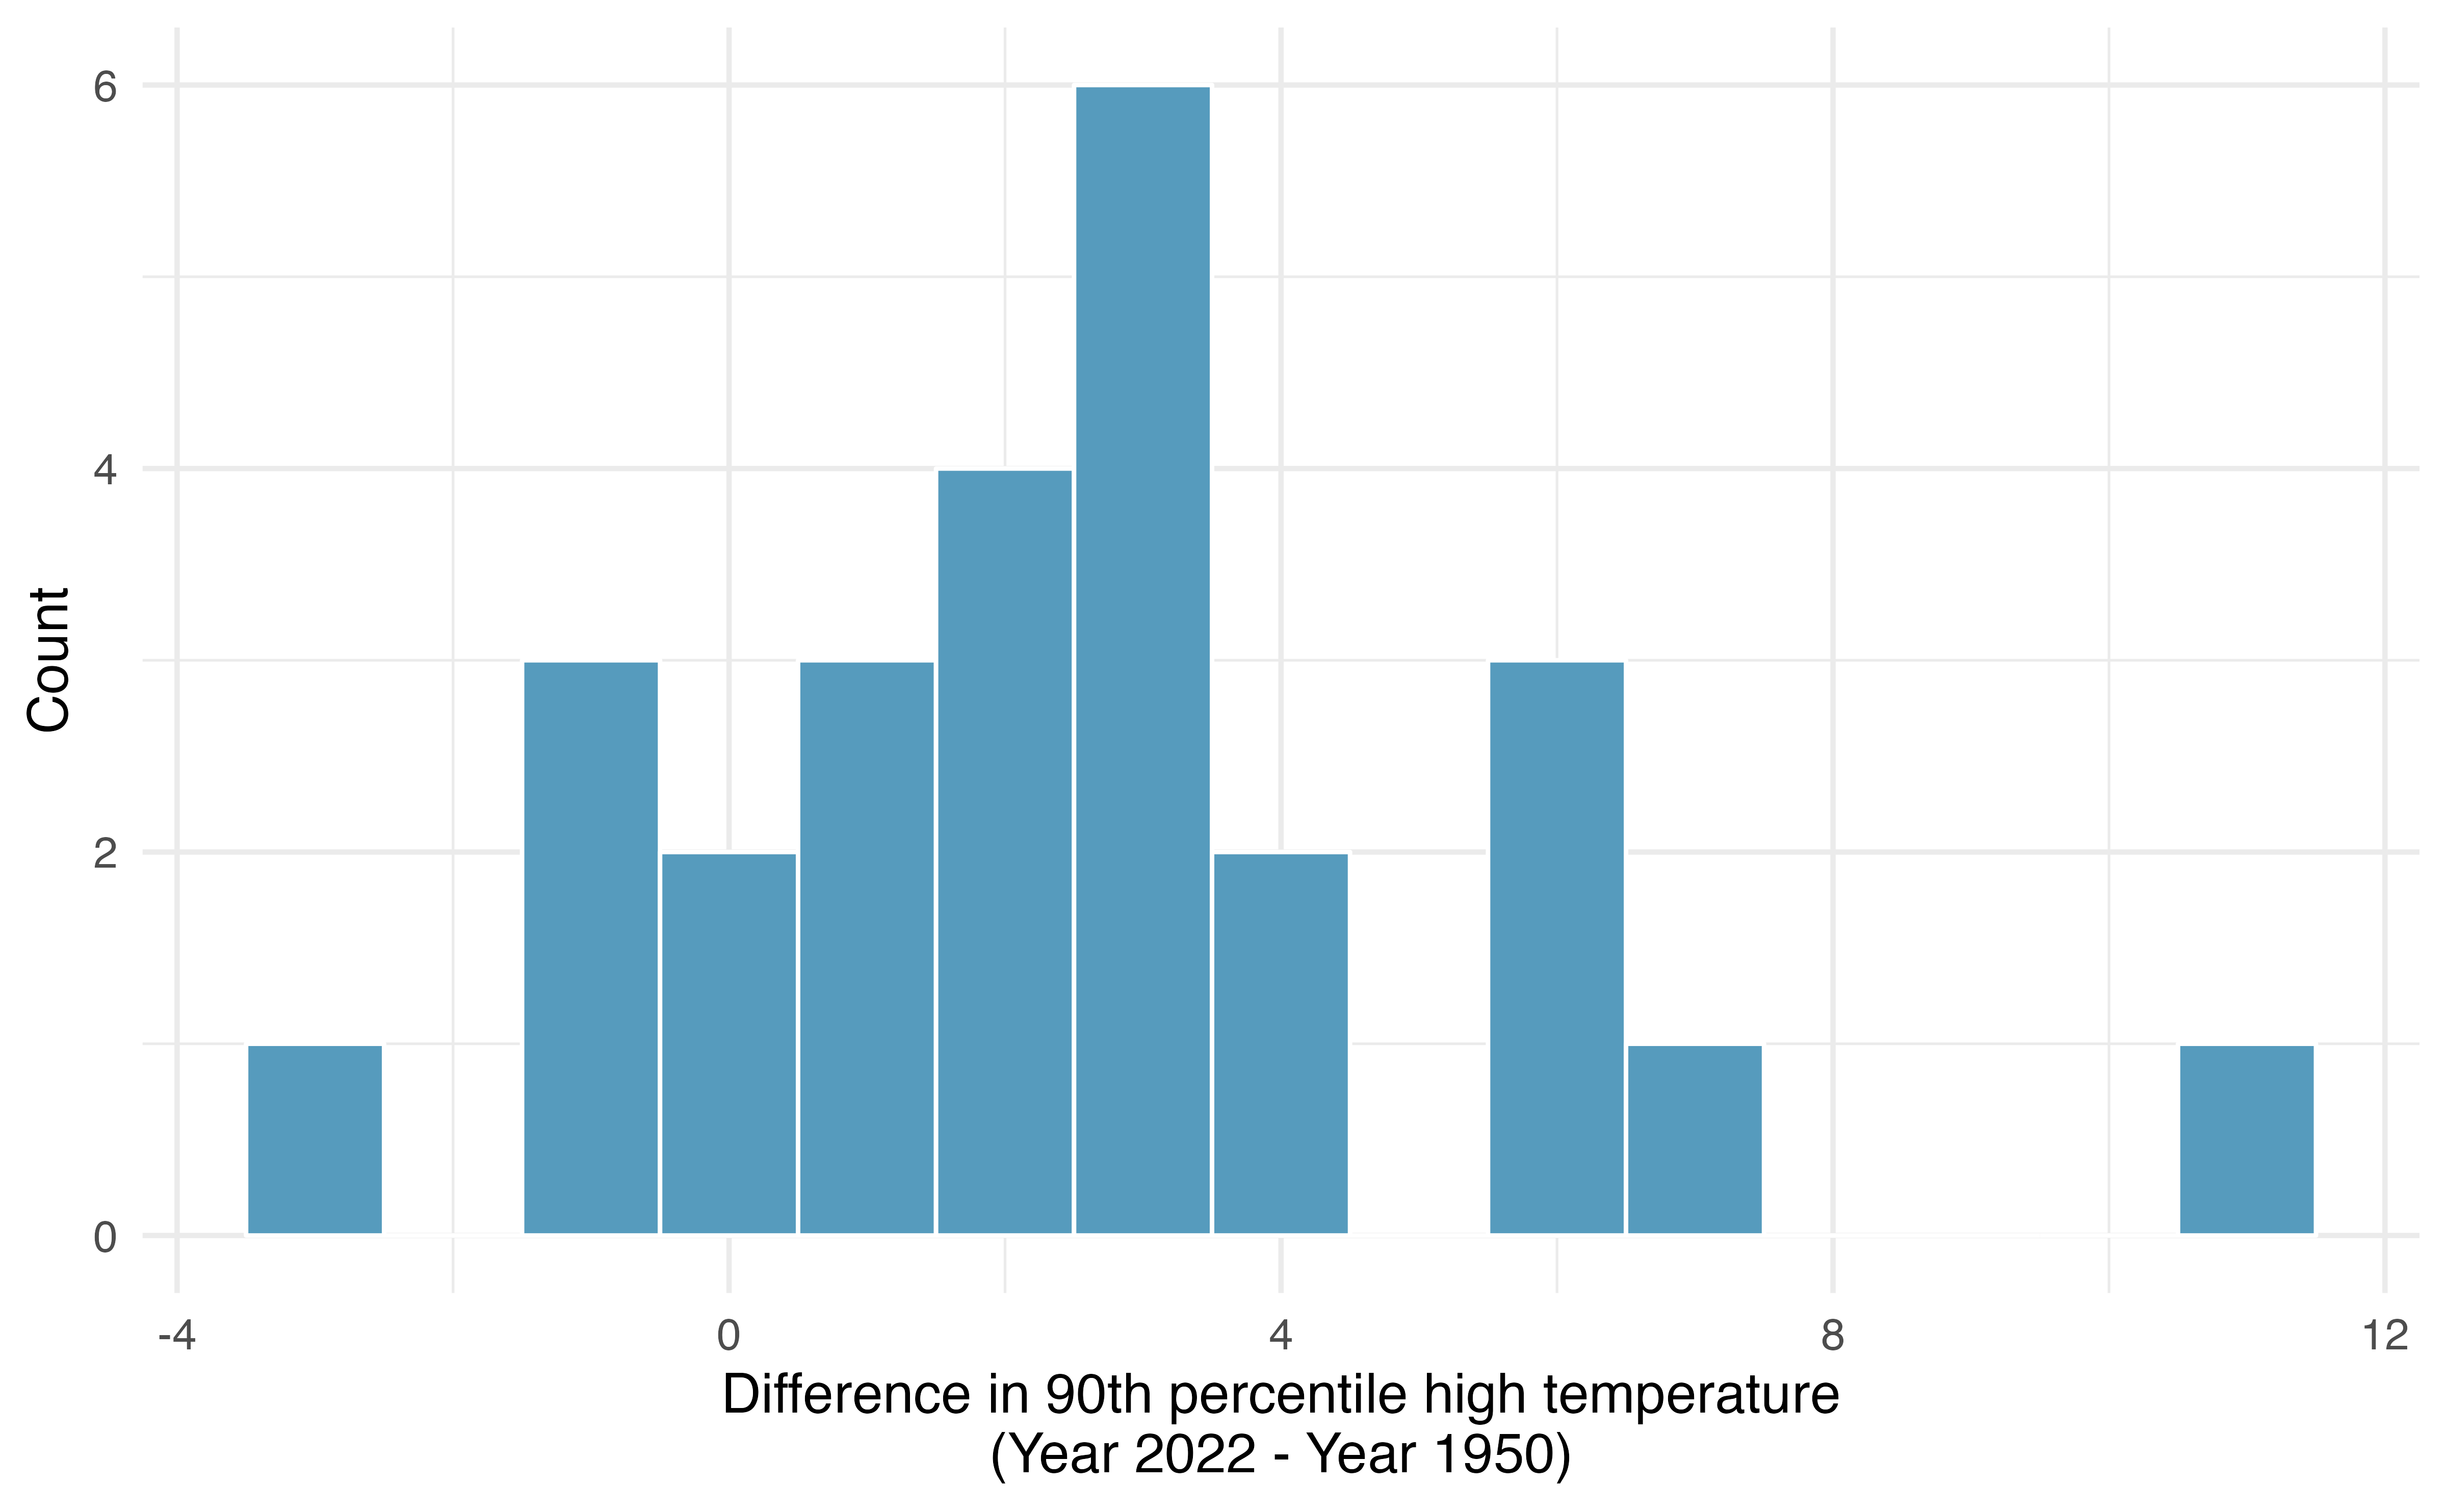 6
4
2
0
Count
-4 0 4 8 12
Difference in 90th percentile high temperature
(Year 2022 - Year 1950)